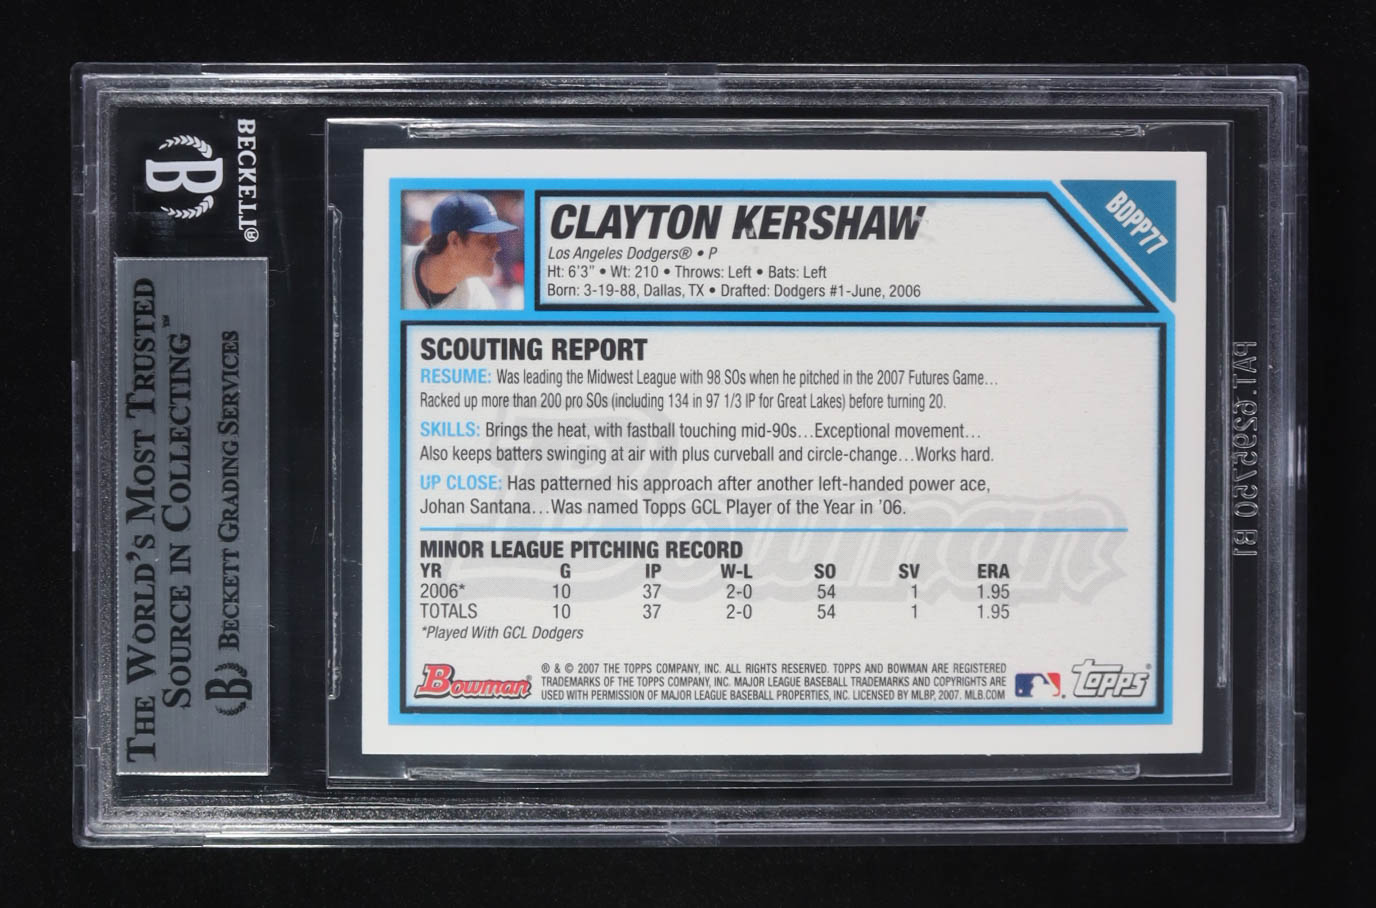 BECKETT®
B
THE WORLD'S MOST TRUSTED
SOURCE IN COLLECTING™
B BECKETT GRADING SERVICES
CLAYTON KERSHAW
Los Angeles Dodgers® • P
Ht: 6'3" • Wt: 210 • Throws: Left • Bats: Left
Born: 3-19-88, Dallas, TX • Drafted: Dodgers #1-June, 2006
BDPP77
SCOUTING REPORT
RESUME: Was leading the Midwest League with 98 SOs when he pitched in the 2007 Futures Game...
Racked up more than 200 pro SOs (including 134 in 97 1/3 IP for Great Lakes) before turning 20.
SKILLS: Brings the heat, with fastball touching mid-90s...Exceptional movement...
Also keeps batters swinging at air with plus curveball and circle-change...Works hard.
UP CLOSE: Has patterned his approach after another left-handed power ace,
Johan Santana...Was named Topps GCL Player of the Year in '06.
Bowman
MINOR LEAGUE PITCHING RECORD
YR G IP W-L SO SV ERA
2006* 10 37 2-0 54 1 1.95
TOTALS 10 37 2-0 54 1 1.95
*Played With GCL Dodgers
Bowman®
® & © 2007 THE TOPPS COMPANY, INC. ALL RIGHTS RESERVED. TOPPS AND BOWMAN ARE REGISTERED
TRADEMARKS OF THE TOPPS COMPANY, INC. MAJOR LEAGUE BASEBALL TRADEMARKS AND COPYRIGHTS ARE
USED WITH PERMISSION OF MAJOR LEAGUE BASEBALL PROPERTIES, INC. LICENSED BY MLBP, 2007. MLB.COM
Topps®